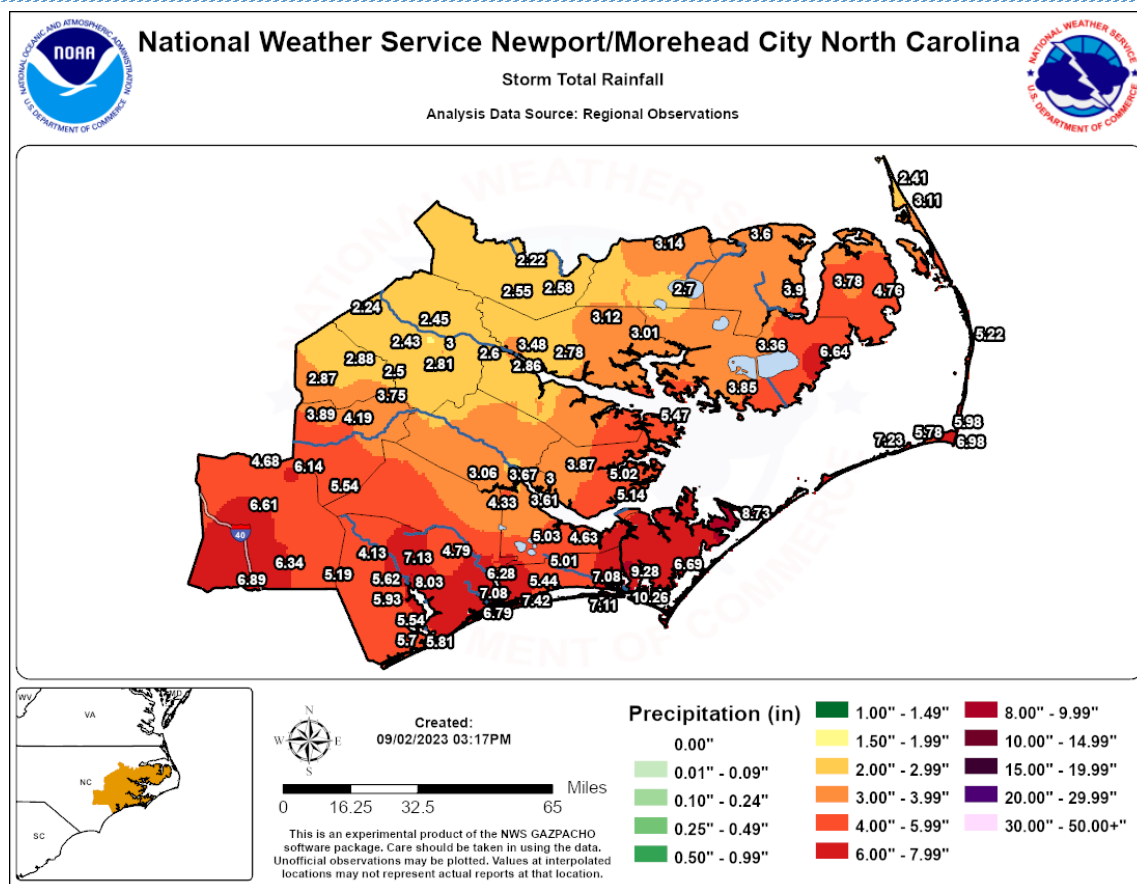 National Weather Service Newport/Morehead City North Carolina
Storm Total Rainfall
Analysis Data Source: Regional Observations
NATIONAL OCEANIC AND ATMOSPHERIC ADMINISTRATION
NOAA
U.S. DEPARTMENT OF COMMERCE
NATIONAL WEATHER SERVICE
U.S. DEPARTMENT OF COMMERCE
2.41
3.11
3.6
3.14
2.22
3.78
2.55
2.58
2.7
3.9
4.76
2.24
2.45
3.12
3.01
2.43
3
3.48
3.36
5.22
2.88
2.81
2.6
2.78
6.64
2.5
2.86
2.87
3.85
3.75
3.89
4.19
5.47
5.98
5.78
7.23
6.98
4.68
6.14
3.06
3.67
3
3.87
5.02
5.54
5.14
6.61
4.33
3.61
8.73
40
5.03
4.63
4.13
7.13
4.79
6.34
5.01
6.69
6.89
5.19
5.62
8.03
6.28
5.44
7.08
9.28
5.93
7.08
7.42
7.11
10.26
6.79
5.54
5.7
5.81
WV
MD
VA
NC
SC
N
W
E
S
Created:
09/02/2023 03:17PM
Miles
0
16.25
32.5
65
This is an experimental product of the NWS GAZPACHO
software package. Care should be taken in using the data.
Unofficial observations may be plotted. Values at interpolated
locations may not represent actual reports at that location.
Precipitation (in)
0.00"
0.01" - 0.09"
0.10" - 0.24"
0.25" - 0.49"
0.50" - 0.99"
1.00" - 1.49"
1.50" - 1.99"
2.00" - 2.99"
3.00" - 3.99"
4.00" - 5.99"
6.00" - 7.99"
8.00" - 9.99"
10.00" - 14.99"
15.00" - 19.99"
20.00" - 29.99"
30.00" - 50.00+"